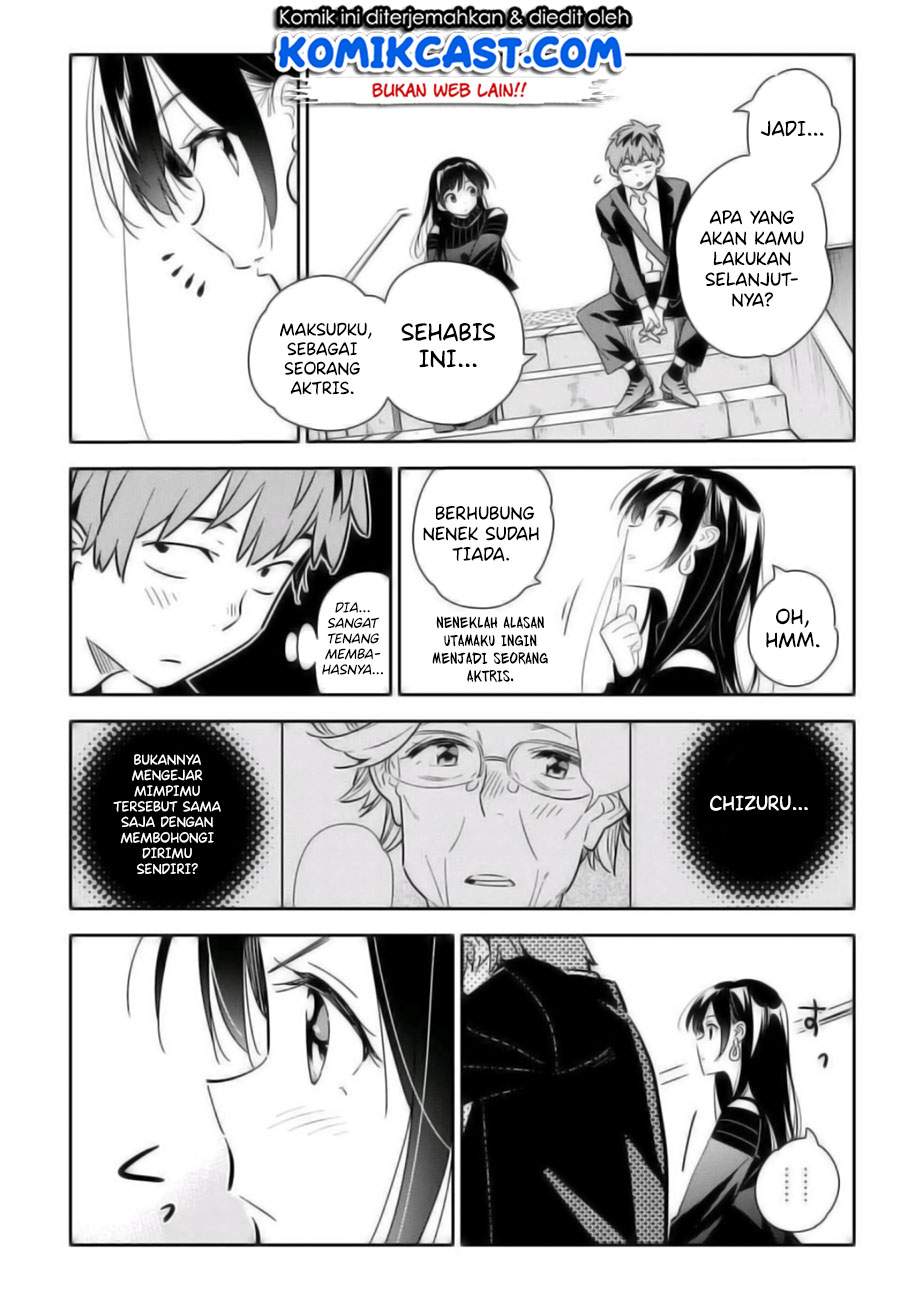 Komik ini diterjemahkan & diedit oleh
KOMIKCAST.COM
BUKAN WEB LAIN!!
JADI...
APA YANG
AKAN KAMU
LAKUKAN
SELANJUT-
NYA?
SEHABIS
INI...
MAKSUDKU,
SEBAGAI
SEORANG
AKTRIS.
OH,
HMM.
BERHUBUNG
NENEK SUDAH
TIADA.
NENEKLAH ALASAN
UTAMAKU INGIN
MENJADI SEORANG
AKTRIS.
DIA...
SANGAT
TENANG
MEMBA-
HASNYA...
CHIZURU...
BUKANNYA
MENGEJAR
MIMPIMU
TERSEBUT SAMA
SAJA DENGAN
MEMBOHONGI
DIRIMU
SENDIRI?
す
......